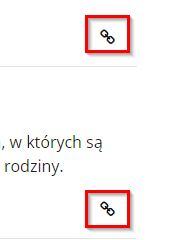 , w których są
rodziny.